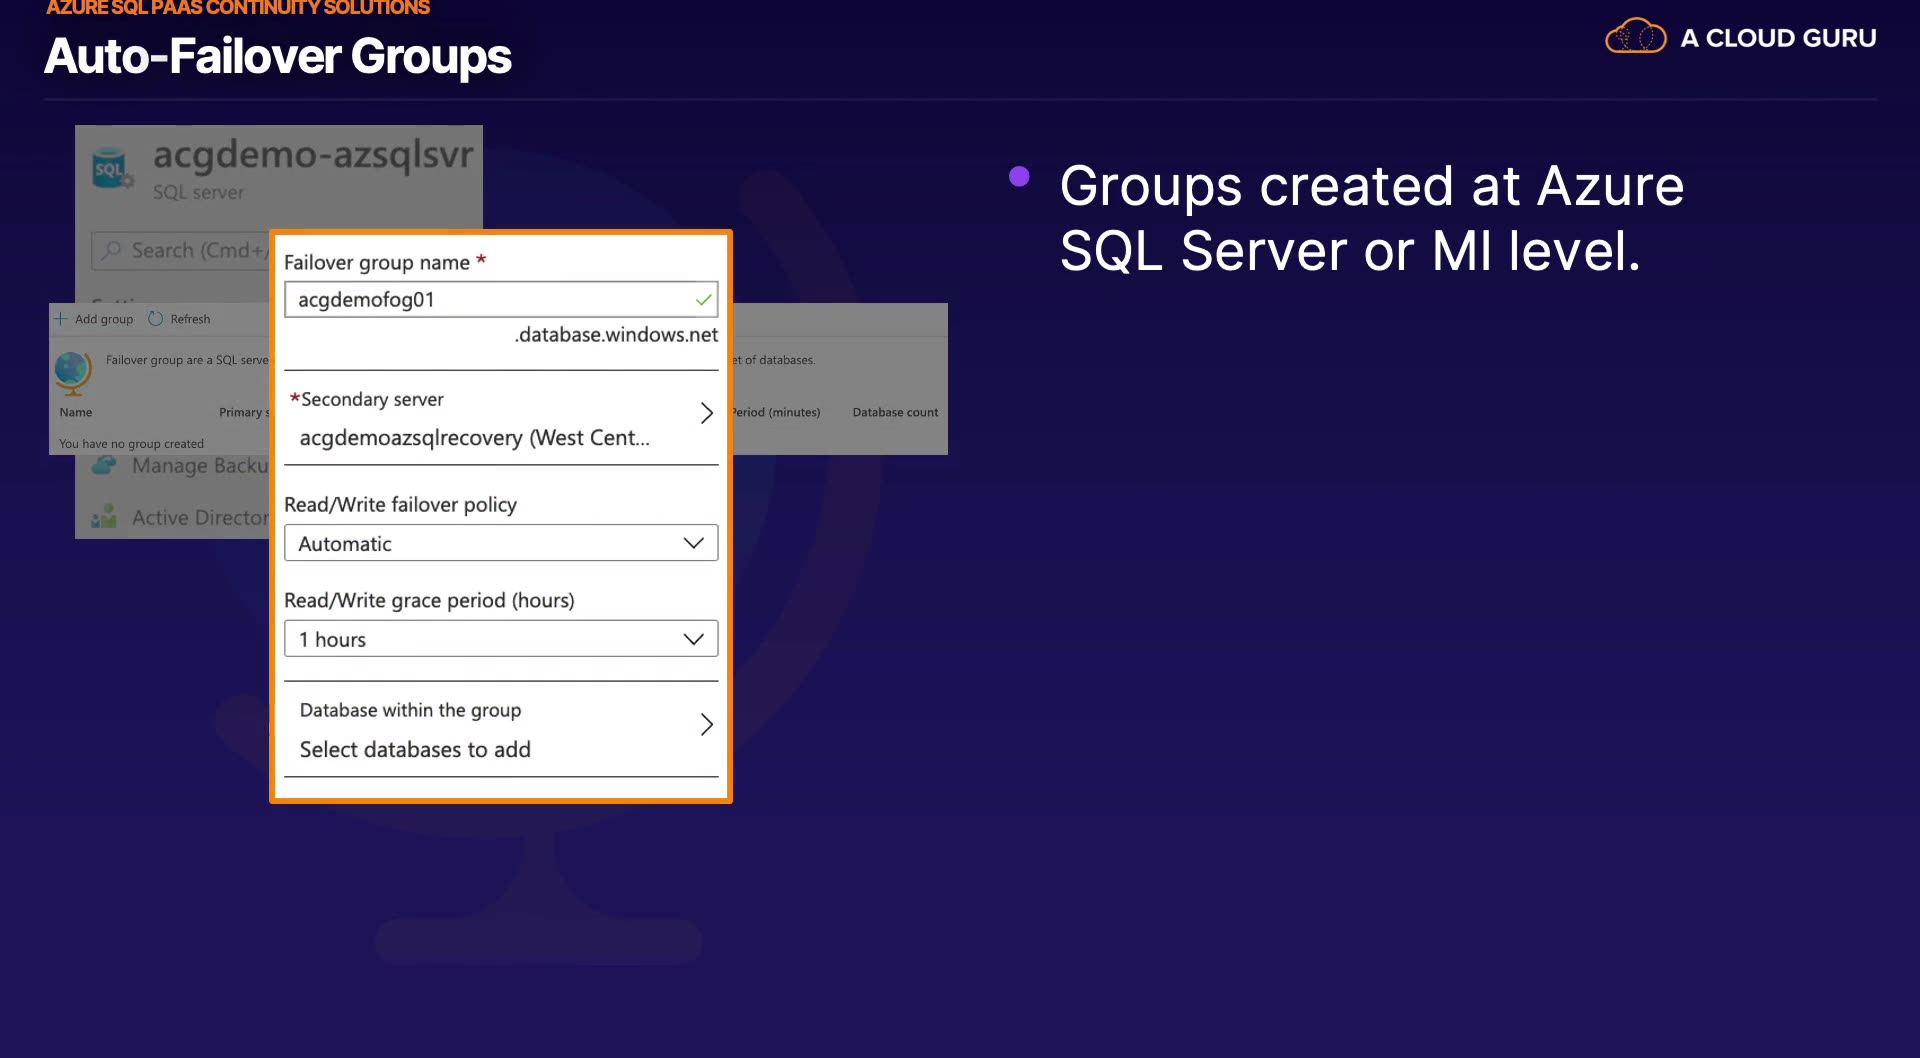 AZURE SQL PAAS CONTINUITY SOLUTIONS
Auto-Failover Groups
A CLOUD GURU
acgdemo-azsqlsvr
SQL
SQL server
Search (Cmd+/
Add group
Refresh
Failover group are a SQL serve
et of databases.
Name
Primary s
Period (minutes)
Database count
You have no group created
Manage Backu
Active Director
Failover group name *
acgdemofog01
.database.windows.net
*Secondary server
acgdemoazsqlrecovery (West Cent...
Read/Write failover policy
Automatic
Read/Write grace period (hours)
1 hours
Database within the group
Select databases to add
Groups created at Azure
SQL Server or MI level.